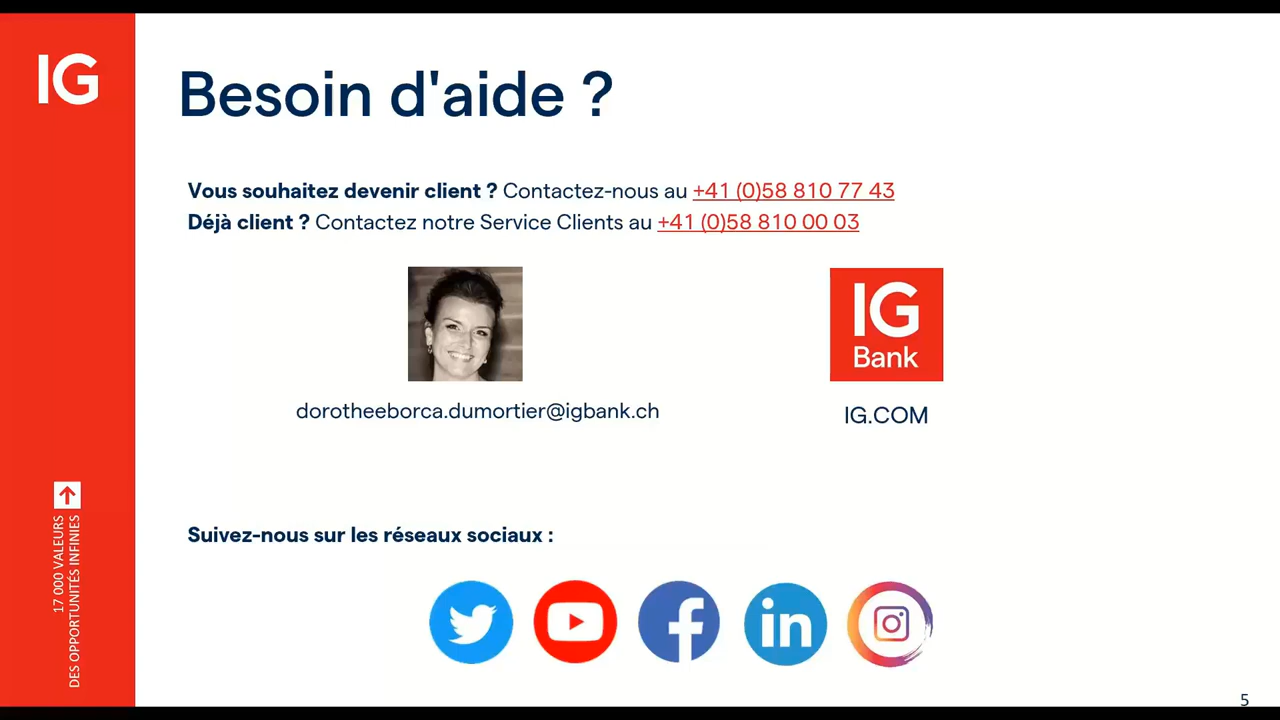 IG
Besoin d'aide ?
Vous souhaitez devenir client ? Contactez-nous au +41 (0)58 810 77 43
Déjà client ? Contactez notre Service Clients au +41 (0)58 810 00 03
IG
Bank
dorotheeborca.dumortier@igbank.ch
IG.COM
17 000 VALEURS
DES OPPORTUNITÉS INFINIES
Suivez-nous sur les réseaux sociaux :
in
5